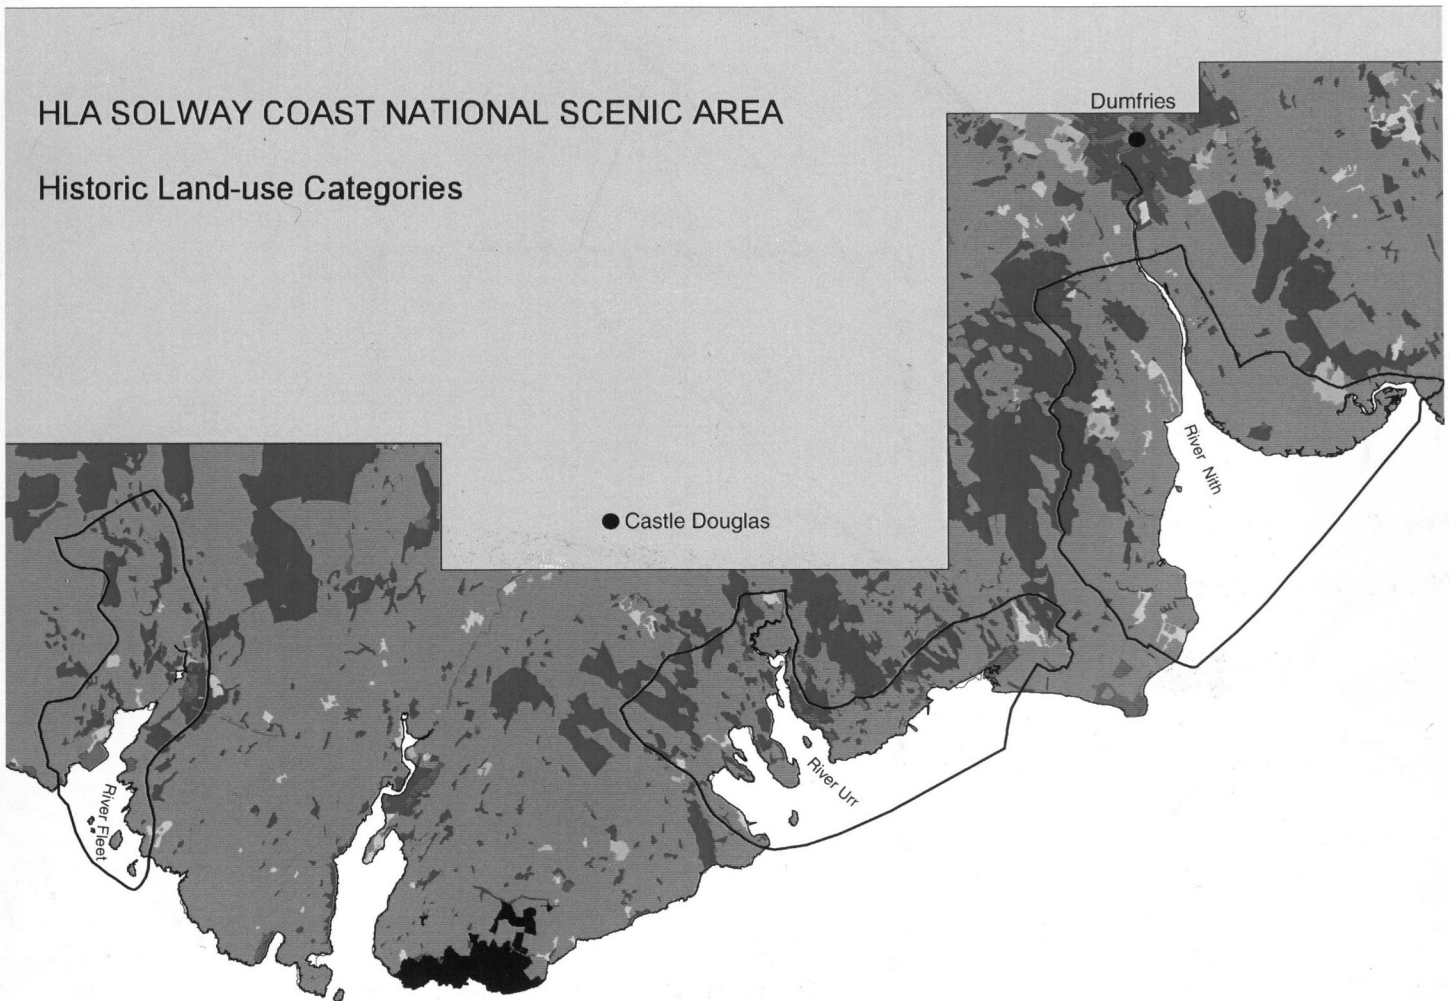 HLA SOLWAY COAST NATIONAL SCENIC AREA
Historic Land-use Categories
Dumfries
Castle Douglas
River Nith
River Urr
River Fleet